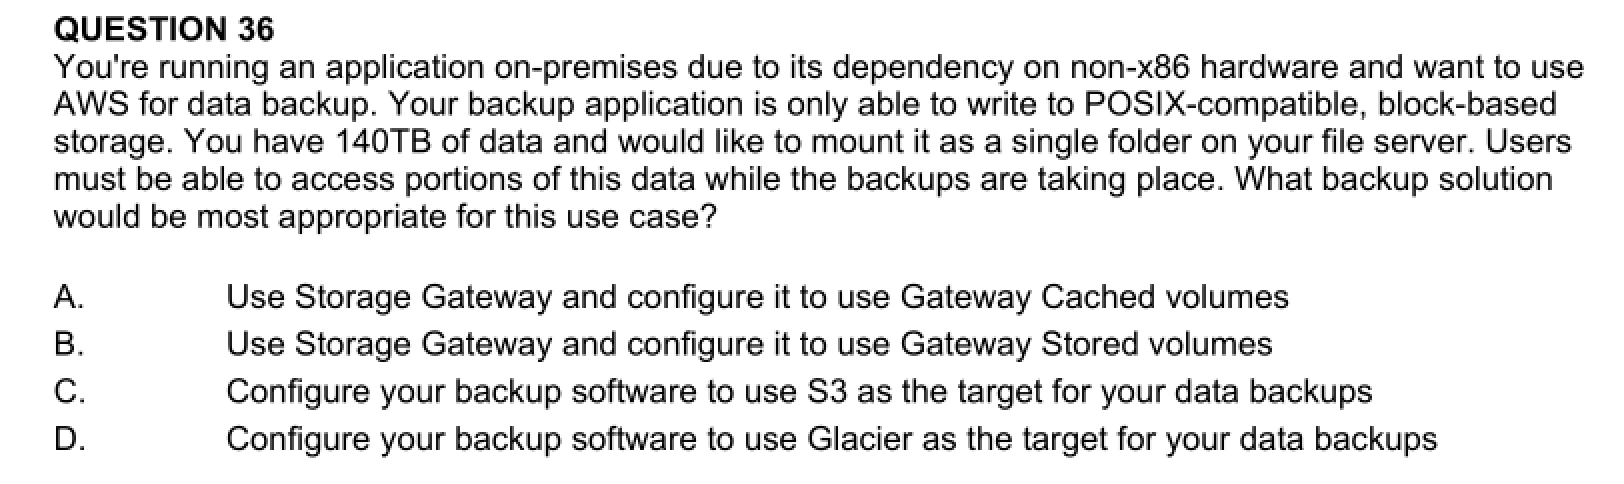 QUESTION 36
You're running an application on-premises due to its dependency on non-x86 hardware and want to use
AWS for data backup. Your backup application is only able to write to POSIX-compatible, block-based
storage. You have 140TB of data and would like to mount it as a single folder on your file server. Users
must be able to access portions of this data while the backups are taking place. What backup solution
would be most appropriate for this use case?
A. Use Storage Gateway and configure it to use Gateway Cached volumes
B. Use Storage Gateway and configure it to use Gateway Stored volumes
C. Configure your backup software to use S3 as the target for your data backups
D. Configure your backup software to use Glacier as the target for your data backups